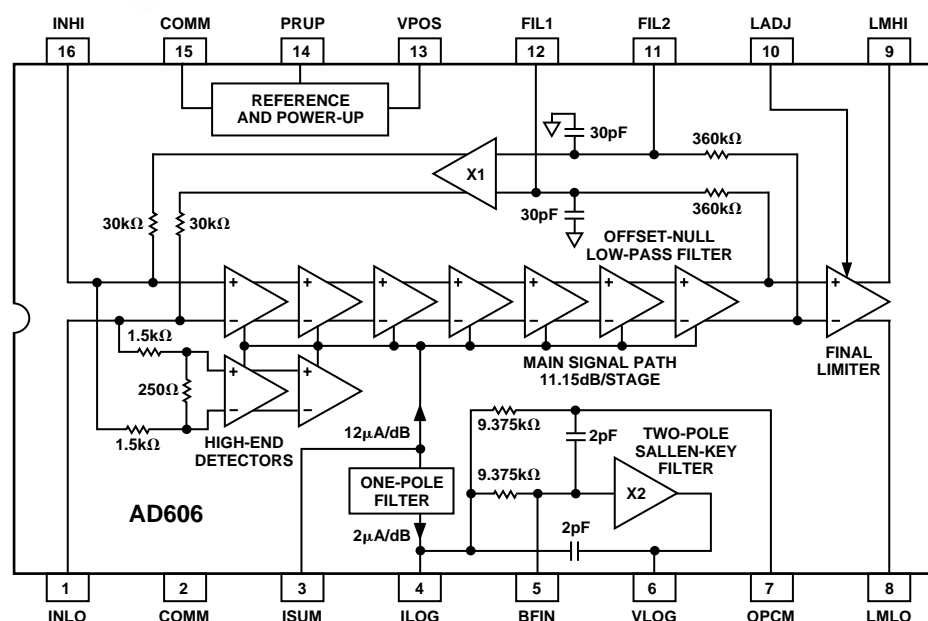 INHI COMM PRUP VPOS FIL1 FIL2 LADJ LMHI
16 15 14 13 12 11 10 9
REFERENCE
AND POWER-UP
30pF
360kΩ
X1
30kΩ
30kΩ
30pF
360kΩ
OFFSET-NULL
LOW-PASS FILTER
+ + + + + + + +
– – – – – – – –
1.5kΩ
250Ω
1.5kΩ
+ +
– –
HIGH-END
DETECTORS
MAIN SIGNAL PATH
11.15dB/STAGE
FINAL
LIMITER
12μA/dB
ONE-POLE
FILTER
2μA/dB
9.375kΩ
9.375kΩ
2pF
TWO-POLE
SALLEN-KEY
FILTER
X2
2pF
AD606
1 2 3 4 5 6 7 8
INLO COMM ISUM ILOG BFIN VLOG OPCM LMLO